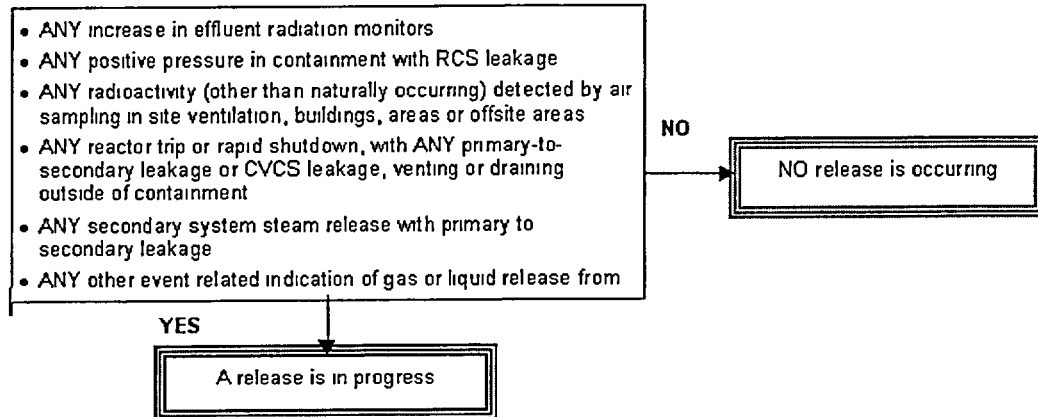 • ANY increase in effluent radiation monitors
• ANY positive pressure in containment with RCS leakage
• ANY radioactivity (other than naturally occurring) detected by air
sampling in site ventilation, buildings, areas or offsite areas
• ANY reactor trip or rapid shutdown, with ANY primary-to-
secondary leakage or CVCS leakage, venting or draining
outside of containment
• ANY secondary system steam release with primary to
secondary leakage
• ANY other event related indication of gas or liquid release from
NO
NO release is occurring
YES
A release is in progress